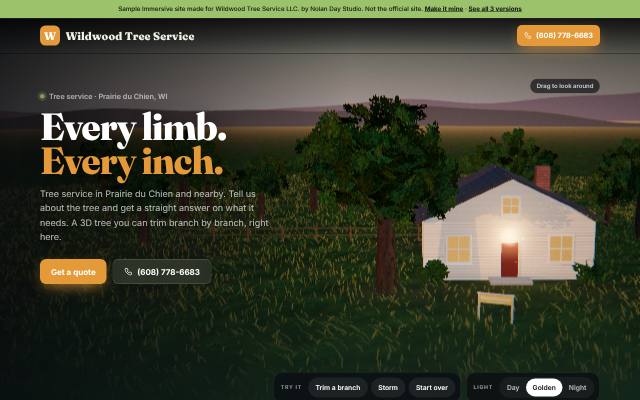 Sample Immersive site made for Wildwood Tree Service LLC. by Nolan Day Studio. Not the official site. Make it mine · See all 3 versions
W Wildwood Tree Service
(608) 778-6683
Drag to look around
Tree service · Prairie du Chien, WI
Every limb.
Every inch.
Tree service in Prairie du Chien and nearby. Tell us
about the tree and get a straight answer on what it
needs. A 3D tree you can trim branch by branch, right
here.
Get a quote
(608) 778-6683
TRY IT Trim a branch Storm Start over
LIGHT Day Golden Night